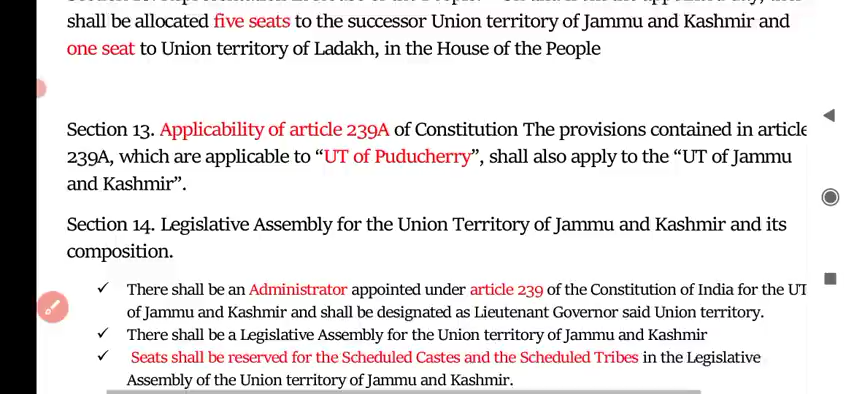 shall be allocated five seats to the successor Union territory of Jammu and Kashmir and
one seat to Union territory of Ladakh, in the House of the People
Section 13. Applicability of article 239A of Constitution The provisions contained in article
239A, which are applicable to “UT of Puducherry”, shall also apply to the “UT of Jammu
and Kashmir”.
Section 14. Legislative Assembly for the Union Territory of Jammu and Kashmir and its
composition.
✓ There shall be an Administrator appointed under article 239 of the Constitution of India for the UT
of Jammu and Kashmir and shall be designated as Lieutenant Governor said Union territory.
✓ There shall be a Legislative Assembly for the Union territory of Jammu and Kashmir
✓ Seats shall be reserved for the Scheduled Castes and the Scheduled Tribes in the Legislative
Assembly of the Union territory of Jammu and Kashmir.